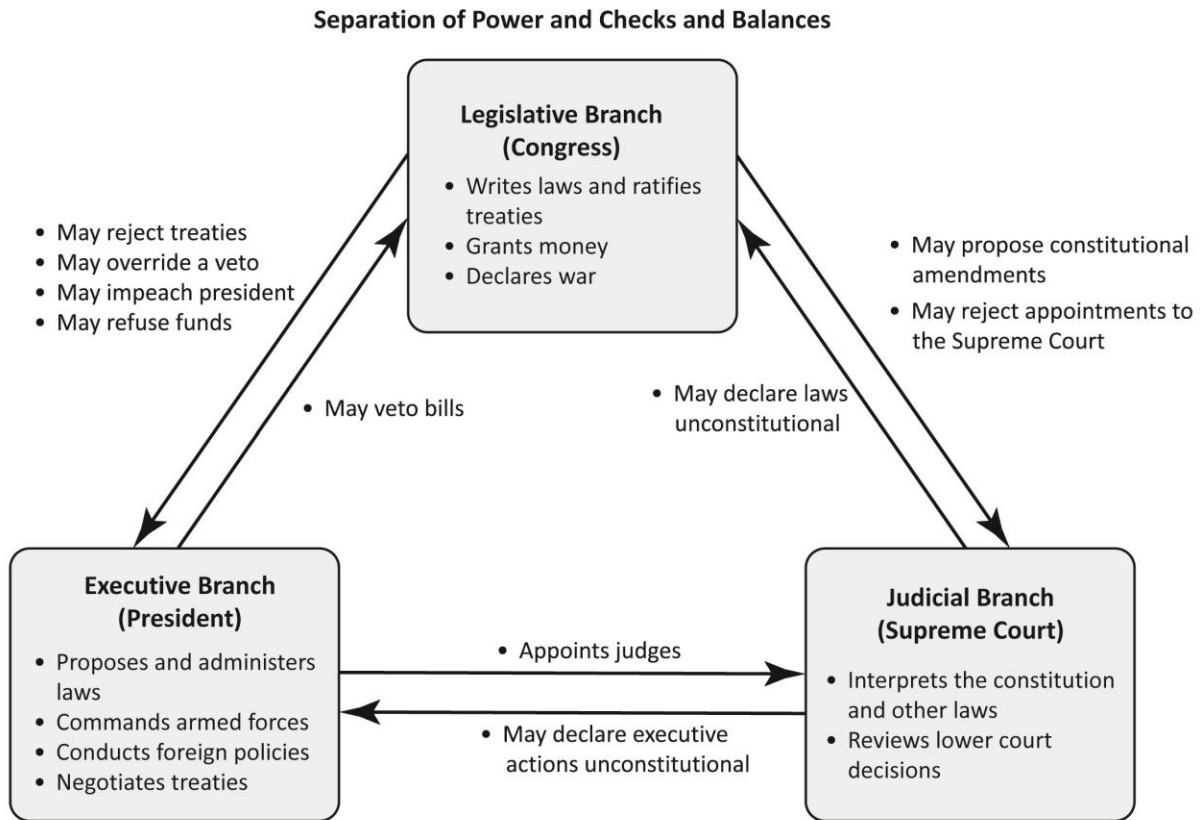 Separation of Power and Checks and Balances
Legislative Branch
(Congress)
• Writes laws and ratifies
treaties
• Grants money
• Declares war
• May reject treaties
• May override a veto
• May impeach president
• May refuse funds
• May propose constitutional
amendments
• May reject appointments to
the Supreme Court
• May veto bills
• May declare laws
unconstitutional
Executive Branch
(President)
• Proposes and administers
laws
• Commands armed forces
• Conducts foreign policies
• Negotiates treaties
• Appoints judges
• May declare executive
actions unconstitutional
Judicial Branch
(Supreme Court)
• Interprets the constitution
and other laws
• Reviews lower court
decisions